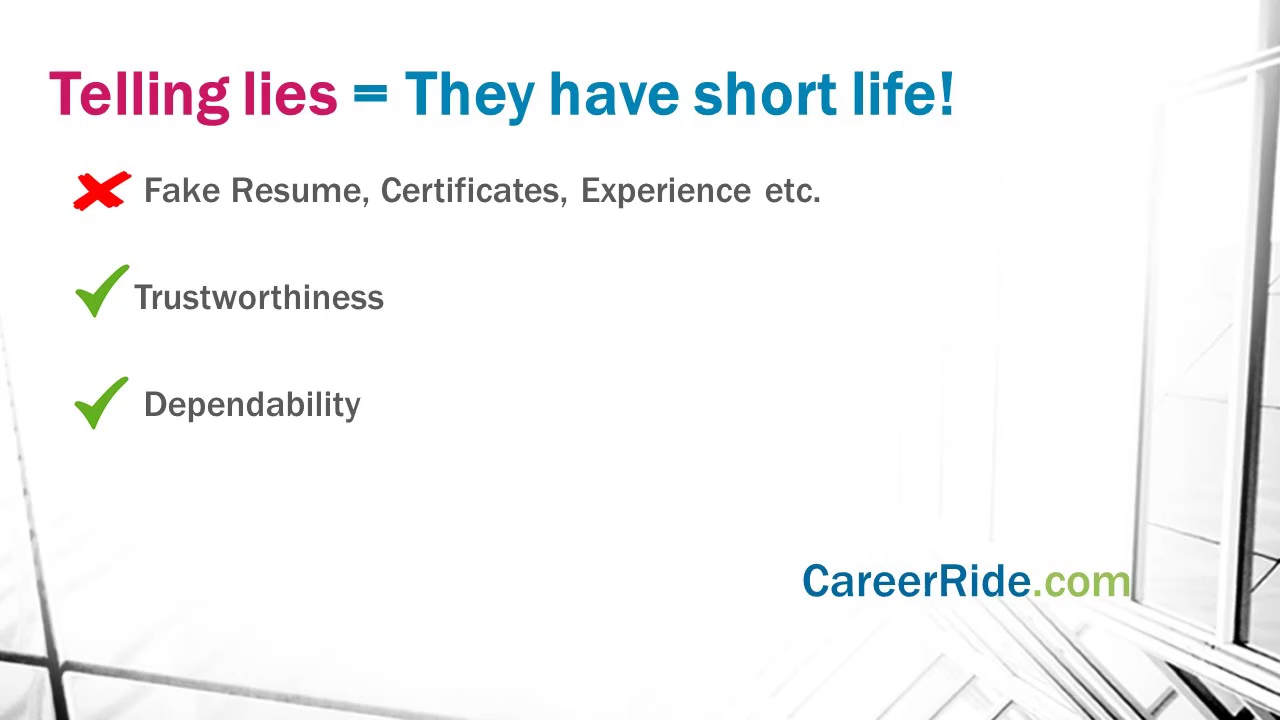 Telling lies = They have short life!
Fake Resume, Certificates, Experience etc.
Trustworthiness
Dependability
CareerRide.com